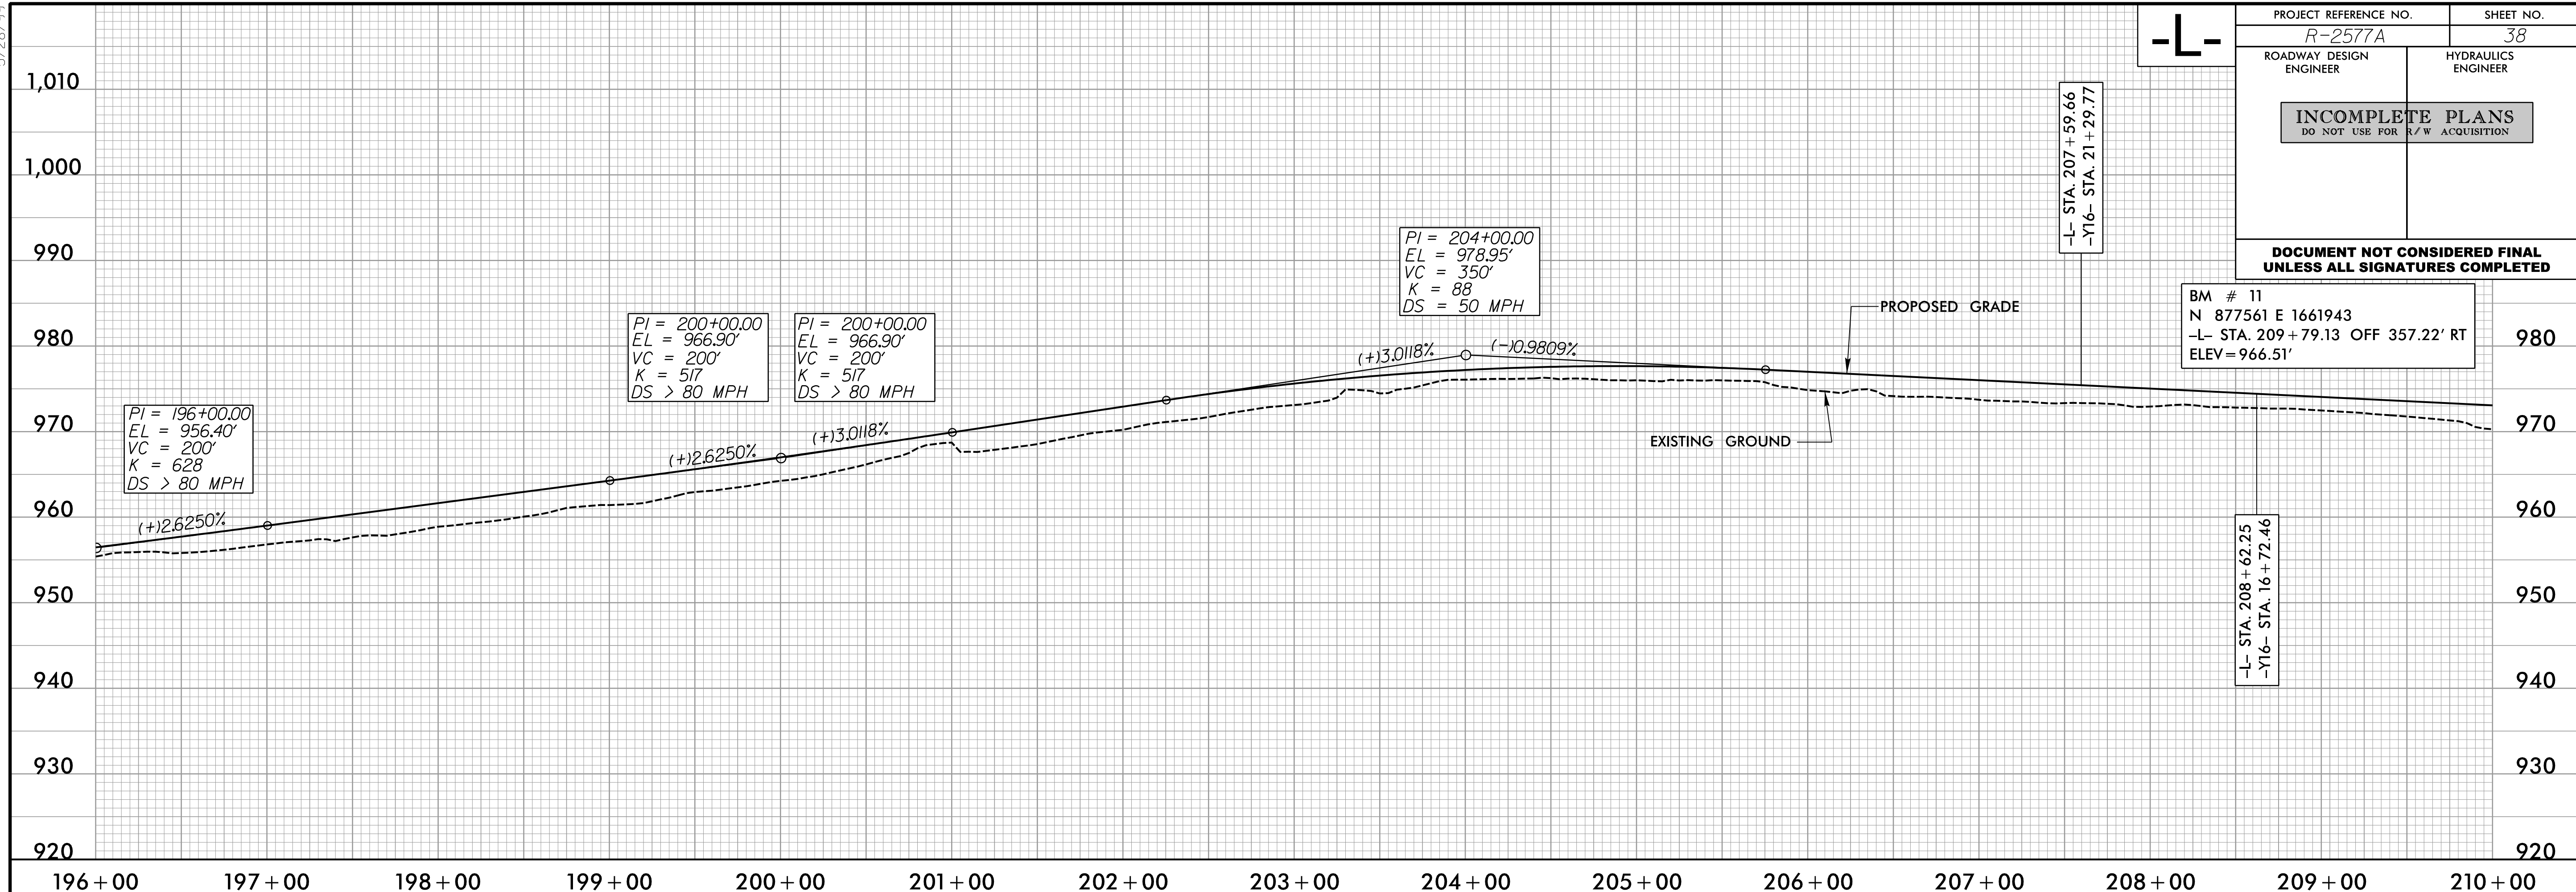 -L-
PROJECT REFERENCE NO.
SHEET NO.
R-2577A
38
ROADWAY DESIGN
ENGINEER
HYDRAULICS
ENGINEER
INCOMPLETE PLANS
DO NOT USE FOR R/W ACQUISITION
DOCUMENT NOT CONSIDERED FINAL
UNLESS ALL SIGNATURES COMPLETED
BM # 11
N 877561 E 1661943
-L- STA. 209+79.13 OFF 357.22' RT
ELEV=966.51'
-L- STA. 207+59.66
-Y16- STA. 21+29.77
PI = 204+00.00
EL = 978.95'
VC = 350'
K = 88
DS = 50 MPH
PI = 200+00.00
EL = 966.90'
VC = 200'
K = 517
DS > 80 MPH
PI = 200+00.00
EL = 966.90'
VC = 200'
K = 517
DS > 80 MPH
PI = 196+00.00
EL = 956.40'
VC = 200'
K = 628
DS > 80 MPH
(+)2.6250%
(+)2.6250%
(+)3.0118%
(+)3.0118%
(-)0.9809%
PROPOSED GRADE
EXISTING GROUND
-L- STA. 208+62.25
-Y16- STA. 16+72.46
1,010
1,000
990
980
970
960
950
940
930
920
980
970
960
950
940
930
920
196+00
197+00
198+00
199+00
200+00
201+00
202+00
203+00
204+00
205+00
206+00
207+00
208+00
209+00
210+00